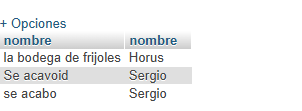 + Opciones
nombre nombre
la bodega de frijoles Horus
Se acavoid Sergio
se acabo Sergio